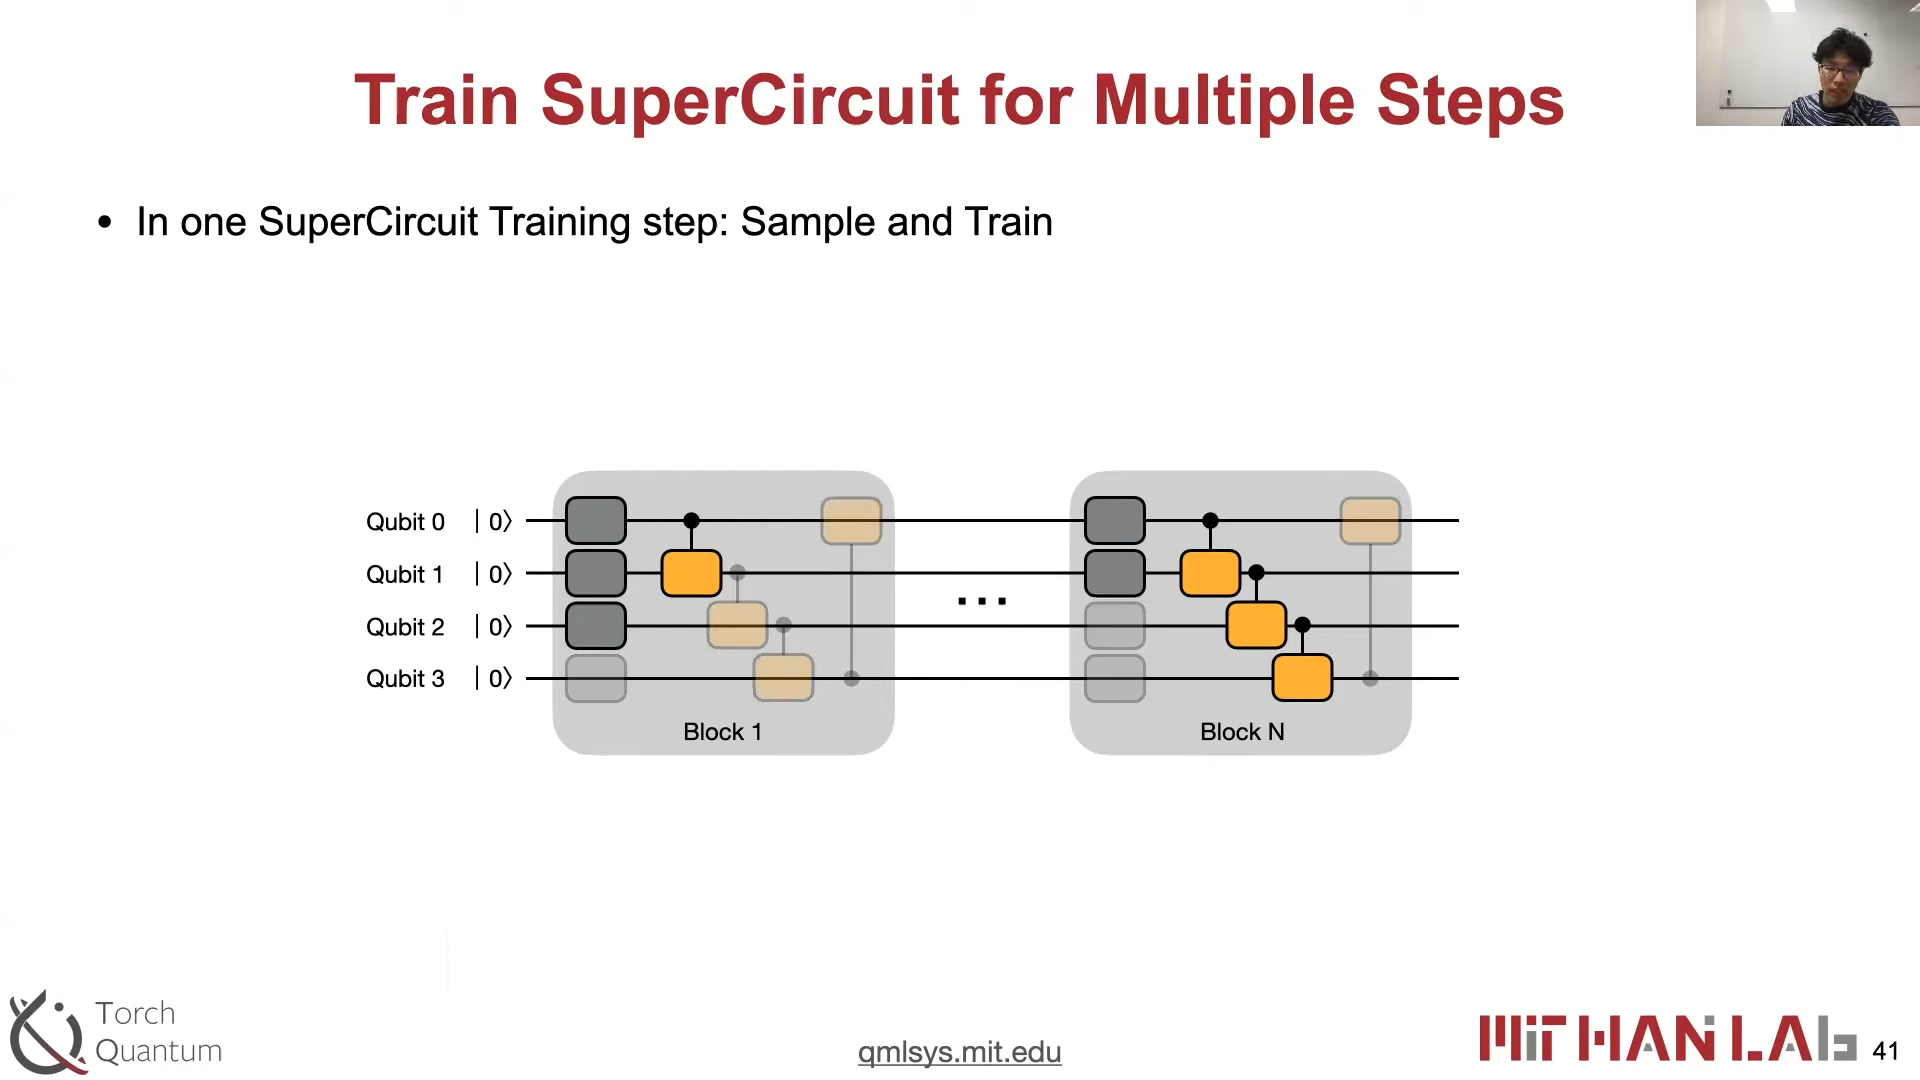 Train SuperCircuit for Multiple Steps
• In one SuperCircuit Training step: Sample and Train
Qubit 0 | 0⟩
Qubit 1 | 0⟩
...
Qubit 2 | 0⟩
Qubit 3 | 0⟩
Block 1
Block N
Torch
Quantum
qmlsys.mit.edu
MIT HAN LAb
41